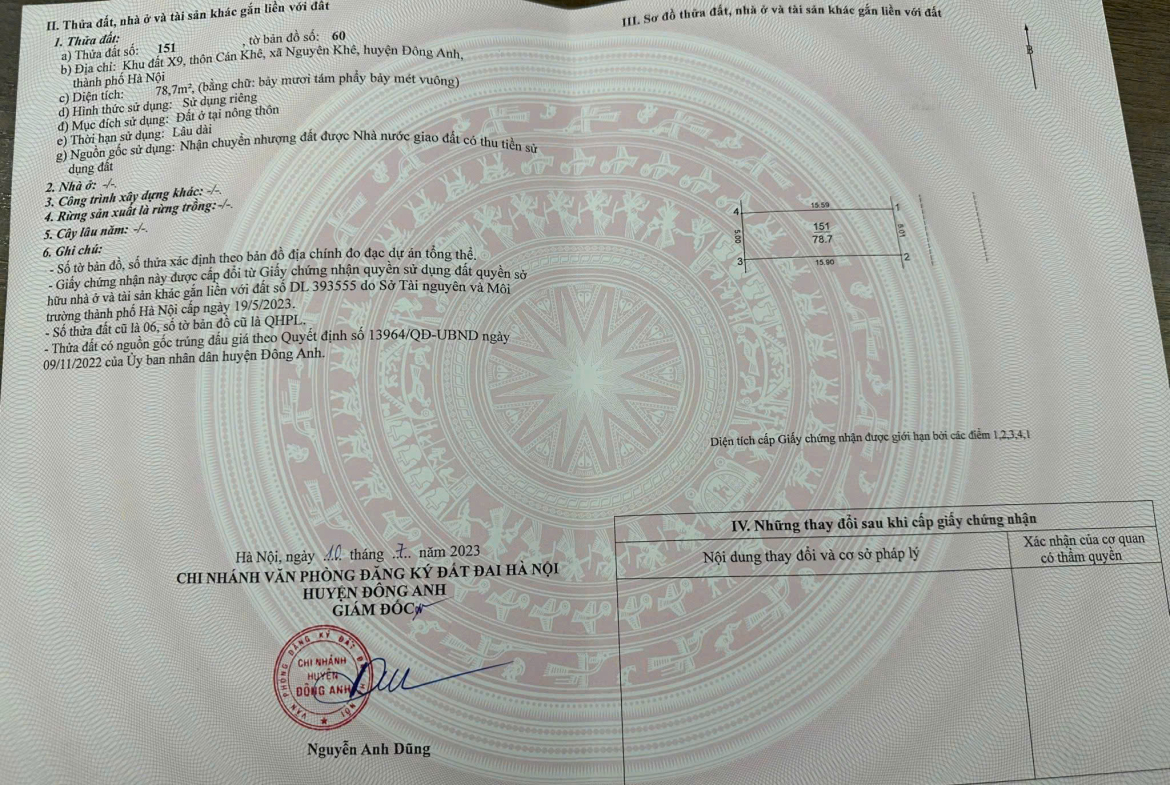 II. Thửa đất, nhà ở và tài sản khác gắn liền với đất
1. Thửa đất:
a) Thửa đất số: 151 , tờ bản đồ số: 60
b) Địa chỉ: Khu đất X9, thôn Cán Khê, xã Nguyên Khê, huyện Đông Anh,
thành phố Hà Nội
c) Diện tích: 78,7m², (bằng chữ: bảy mươi tám phẩy bảy mét vuông)
d) Hình thức sử dụng: Sử dụng riêng
đ) Mục đích sử dụng: Đất ở tại nông thôn
e) Thời hạn sử dụng: Lâu dài
g) Nguồn gốc sử dụng: Nhận chuyển nhượng đất được Nhà nước giao đất có thu tiền sử
dụng đất
2. Nhà ở: -/-.
3. Công trình xây dựng khác: -/-.
4. Rừng sản xuất là rừng trồng: -/-.
5. Cây lâu năm: -/-.
6. Ghi chú:
- Số tờ bản đồ, số thửa xác định theo bản đồ địa chính đo đạc dự án tổng thể.
- Giấy chứng nhận này được cấp đổi từ Giấy chứng nhận quyền sử dụng đất quyền sở
hữu nhà ở và tài sản khác gắn liền với đất số DL 393555 do Sở Tài nguyên và Môi
trường thành phố Hà Nội cấp ngày 19/5/2023.
- Số thửa đất cũ là 06, số tờ bản đồ cũ là QHPL.
- Thửa đất có nguồn gốc trúng đấu giá theo Quyết định số 13964/QĐ-UBND ngày
09/11/2022 của Ủy ban nhân dân huyện Đông Anh.
Hà Nội, ngày 10 tháng 7 năm 2023
CHI NHÁNH VĂN PHÒNG ĐĂNG KÝ ĐẤT ĐAI HÀ NỘI
HUYỆN ĐÔNG ANH
GIÁM ĐỐC
VĂN PHÒNG ĐĂNG KÝ ĐẤT ĐAI HÀ NỘI
CHI NHÁNH
HUYỆN
ĐÔNG ANH
Nguyễn Anh Dũng
III. Sơ đồ thửa đất, nhà ở và tài sản khác gắn liền với đất
B
4
15.59
1
5.00
151
78.7
5.01
3
15.90
2
Diện tích cấp Giấy chứng nhận được giới hạn bởi các điểm 1,2,3,4,1
IV. Những thay đổi sau khi cấp giấy chứng nhận
Nội dung thay đổi và cơ sở pháp lý
Xác nhận của cơ quan
có thẩm quyền